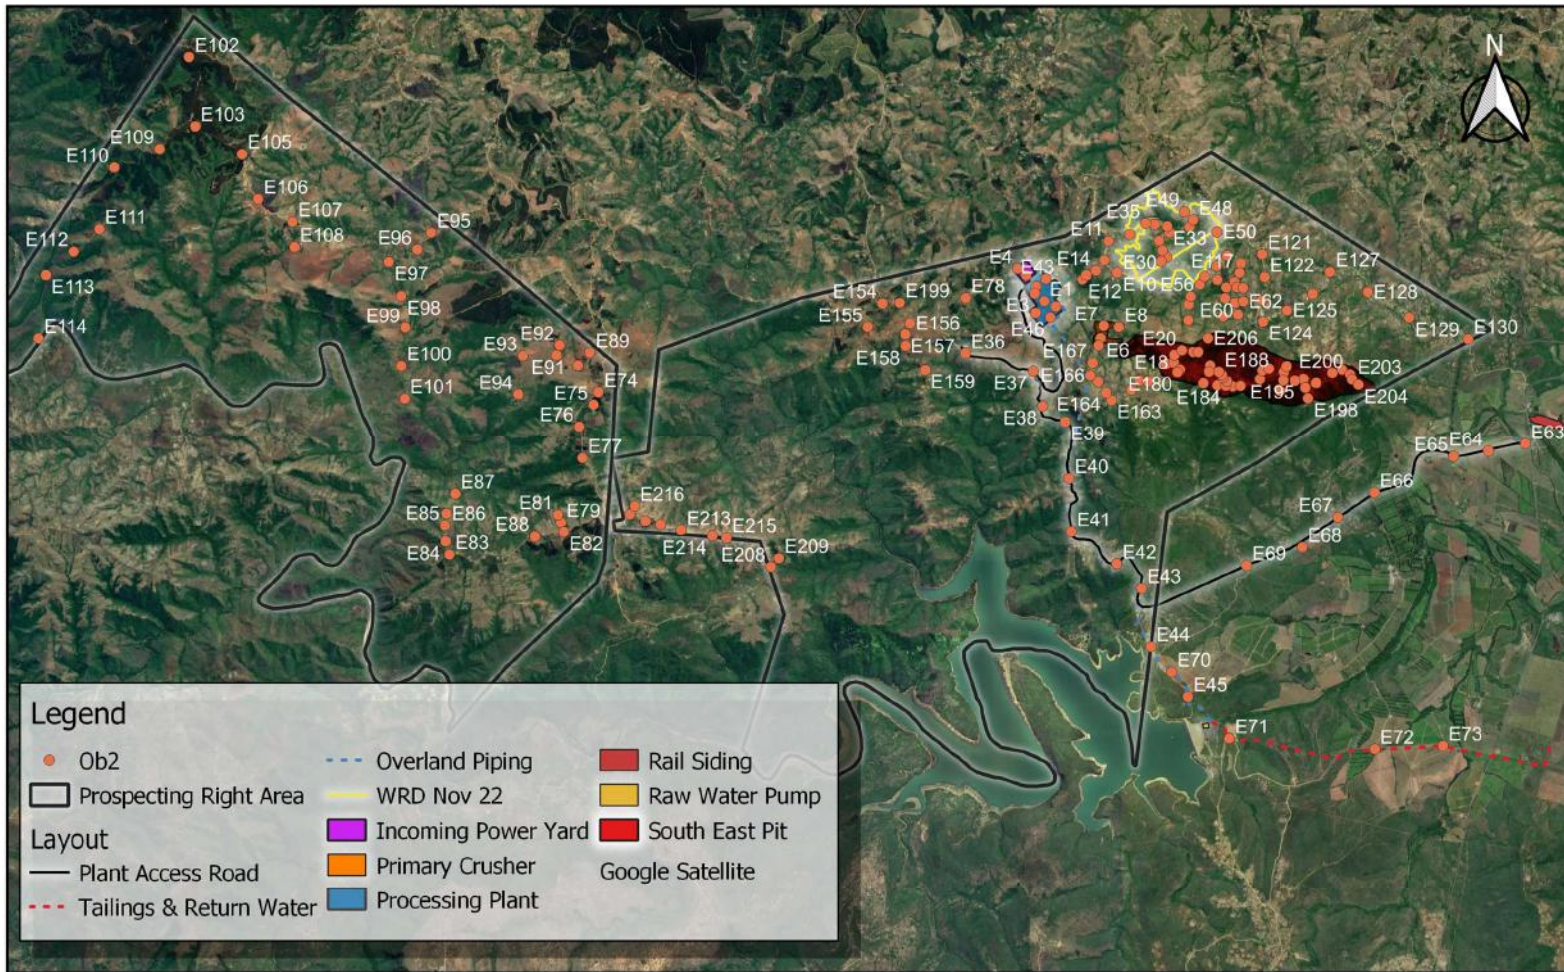 N
E102
E103
E109
E105
E110
E106
E107
E111
E108
E112
E113
E114
E95
E96
E97
E98
E99
E100
E101
E92
E93
E91
E89
E94
E75
E74
E76
E77
E87
E85
E86
E83
E84
E81
E79
E88
E82
E216
E213
E215
E214
E208
E209
E154
E199
E78
E155
E156
E158
E157
E36
E159
E4
E43
E14
E11
E35
E49
E48
E33
E50
E121
E30
E117
E122
E127
E12
E10
E56
E1
E3
E46
E7
E8
E60
E62
E125
E128
E124
E129
E130
E6
E20
E206
E167
E18
E188
E200
E203
E37
E166
E180
E184
E195
E204
E198
E164
E163
E38
E39
E40
E41
E42
E43
E65
E64
E63
E66
E67
E68
E69
E44
E70
E45
E71
E72
E73
Legend
Ob2
Prospecting Right Area
Layout
Plant Access Road
Tailings & Return Water
Overland Piping
WRD Nov 22
Incoming Power Yard
Primary Crusher
Processing Plant
Rail Siding
Raw Water Pump
South East Pit
Google Satellite